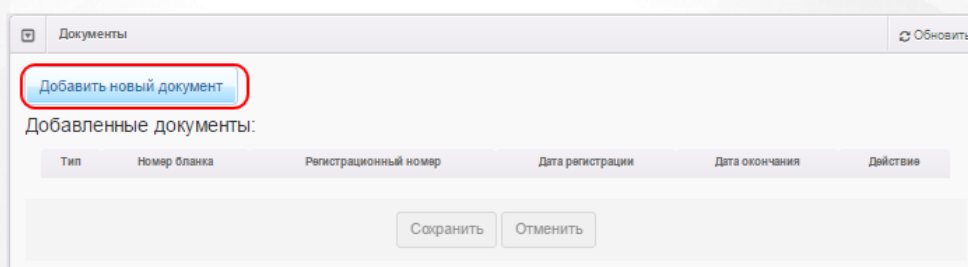 Документы Обновить
Добавить новый документ
Добавленные документы:
Тип Номер бланка Регистрационный номер Дата регистрации Дата окончания Действие
Сохранить Отменить